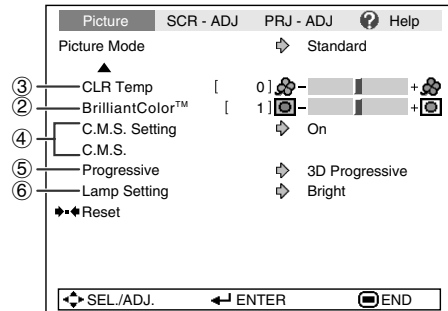 Picture SCR - ADJ PRJ - ADJ Help
Picture Mode Standard
③ CLR Temp [ 0 ] − +
② BrilliantColor™ [ 1 ] − +
④ C.M.S. Setting On
C.M.S.
⑤ Progressive 3D Progressive
⑥ Lamp Setting Bright
Reset
SEL./ADJ. ENTER END